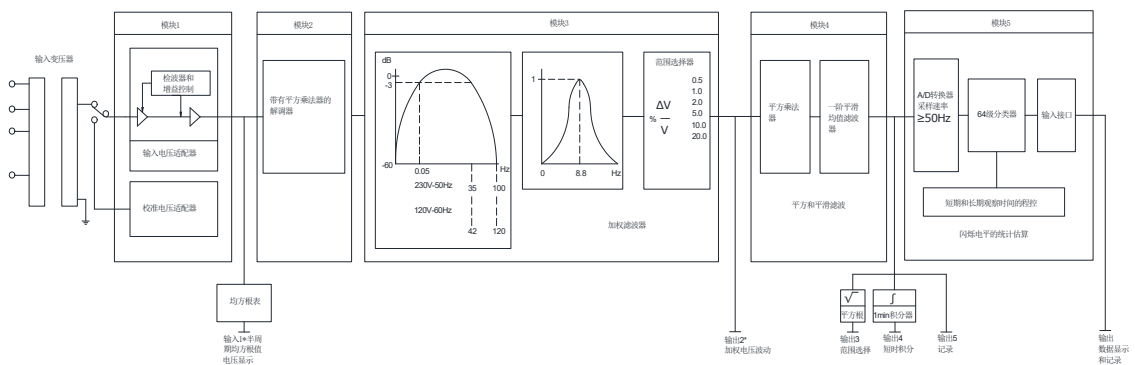 模块1
模块2
模块3
模块4
模块5
输入变压器
检波器和
增益控制
输入电压适配器
校准电压适配器
带有平方乘法器的
解调器
dB
0
-3
-60
0.05
Hz
230V-50Hz
35
100
120V-60Hz
42
120
1
0
8.8
Hz
范围选择器
0.5
1.0
2.0
5.0
10.0
20.0
% ΔV
V
加权滤波器
平方乘法
器
一阶平滑
均值滤波
器
平方和平滑滤波
A/D转换器
采样速率
≥50Hz
64级分类器
输入接口
短期和长期观察时间的程控
闪烁电平的统计估算
均方根表
输入1*半周
期均方根值
电压显示
输出2*
加权电压波动
√
平方根
输出3
范围选择
∫
1min积分器
输出4
短时积分
输出5
记录
输出
数据显示
和记录